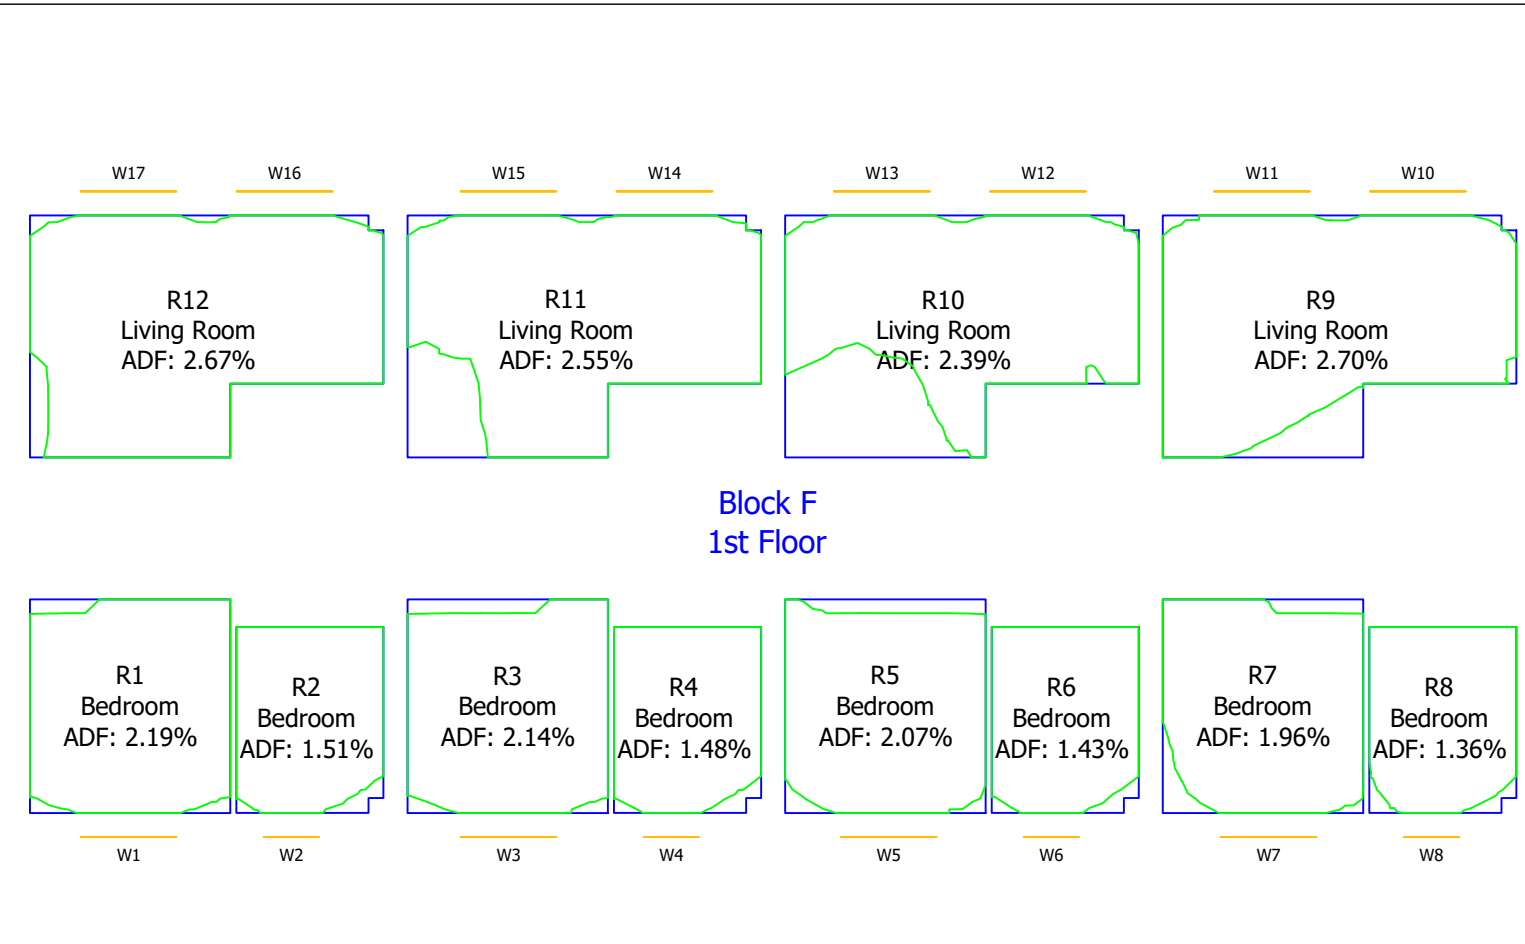 W17 W16 W15 W14 W13 W12 W11 W10
R12
Living Room
ADF: 2.67%
R11
Living Room
ADF: 2.55%
R10
Living Room
ADF: 2.39%
R9
Living Room
ADF: 2.70%
Block F
1st Floor
R1
Bedroom
ADF: 2.19%
R2
Bedroom
ADF: 1.51%
R3
Bedroom
ADF: 2.14%
R4
Bedroom
ADF: 1.48%
R5
Bedroom
ADF: 2.07%
R6
Bedroom
ADF: 1.43%
R7
Bedroom
ADF: 1.96%
R8
Bedroom
ADF: 1.36%
W1 W2 W3 W4 W5 W6 W7 W8